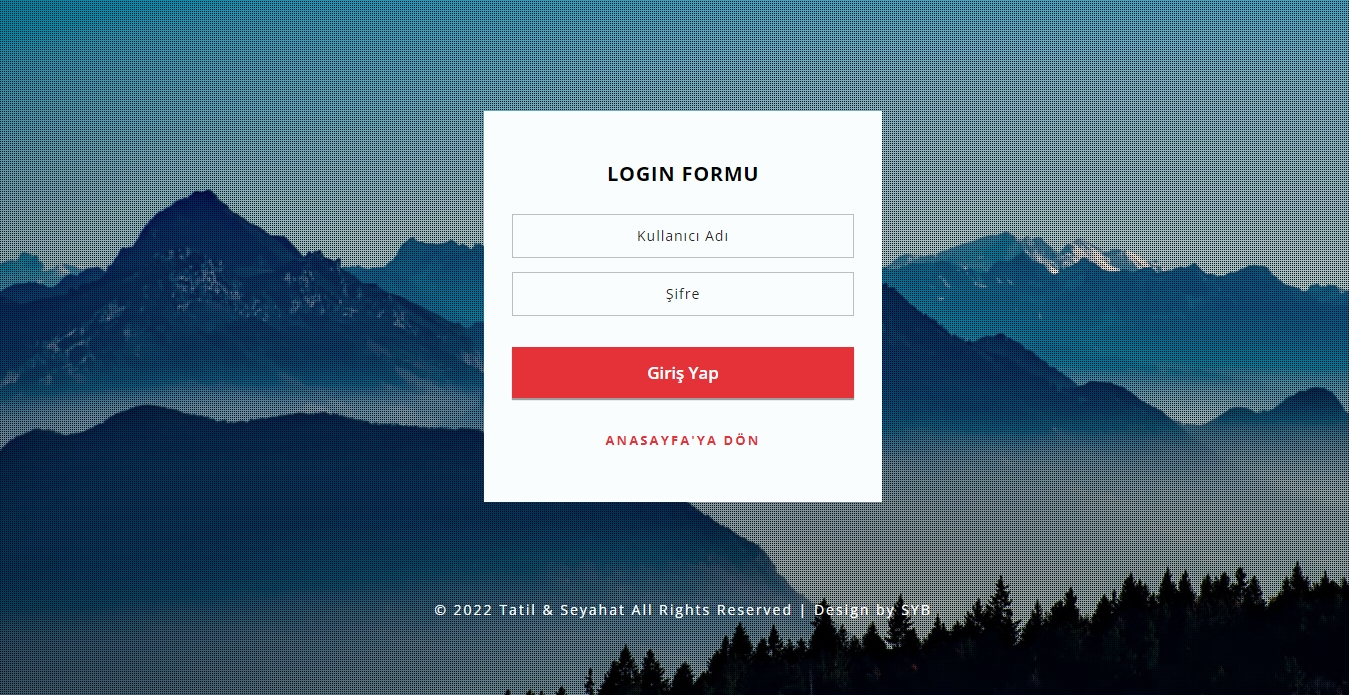 LOGIN FORMU
Kullanıcı Adı
Şifre
Giriş Yap
ANASAYFA'YA DÖN
© 2022 Tatil & Seyahat All Rights Reserved | Design by SYB